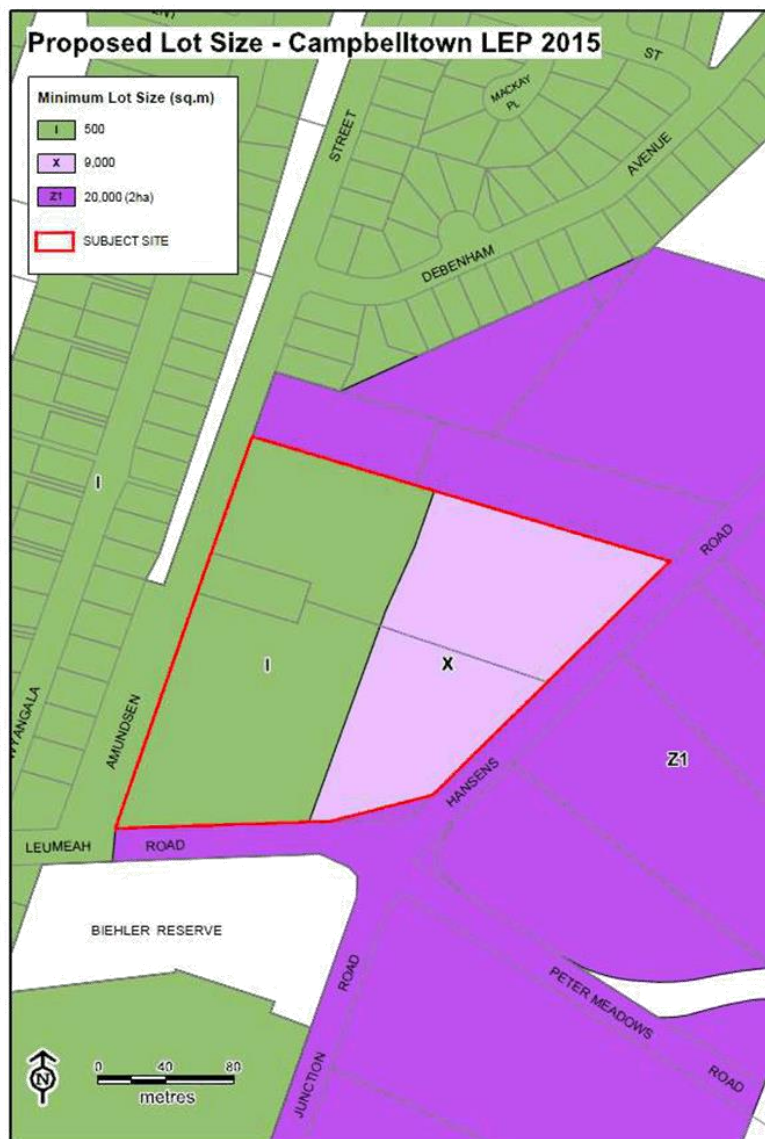 Proposed Lot Size - Campbelltown LEP 2015
Minimum Lot Size (sq.m)
I 500
X 9,000
Z1 20,000 (2ha)
SUBJECT SITE
ST
MACKAY
PL
STREET
AVENUE
DEBENHAM
I
ROAD
I
X
Z1
WYANGALA
AMUNDSEN
HANSENS
LEUMEAH ROAD
BIEHLER RESERVE
ROAD
PETER MEADOWS
ROAD
JUNCTION
N
0 40 80
metres